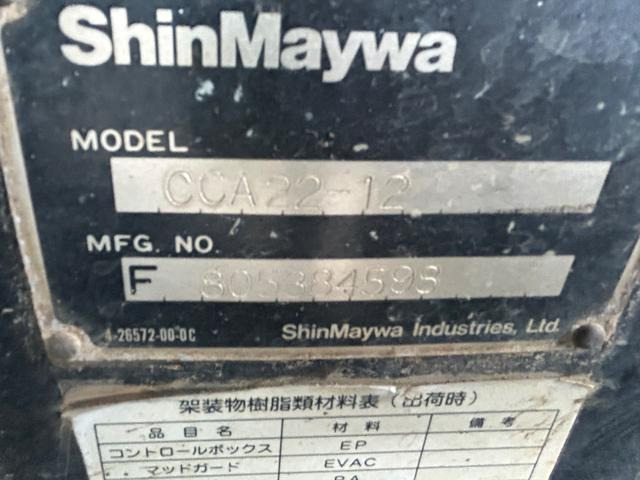 ShinMaywa
MODEL
CCA22-12
MFG. NO.
F 805384598
4-26572-00-0C
ShinMaywa Industries, Ltd.
架装物樹脂類材料表（出荷時）
品目名 材料 備考
コントロールボックス EP
マッドガード EVAC